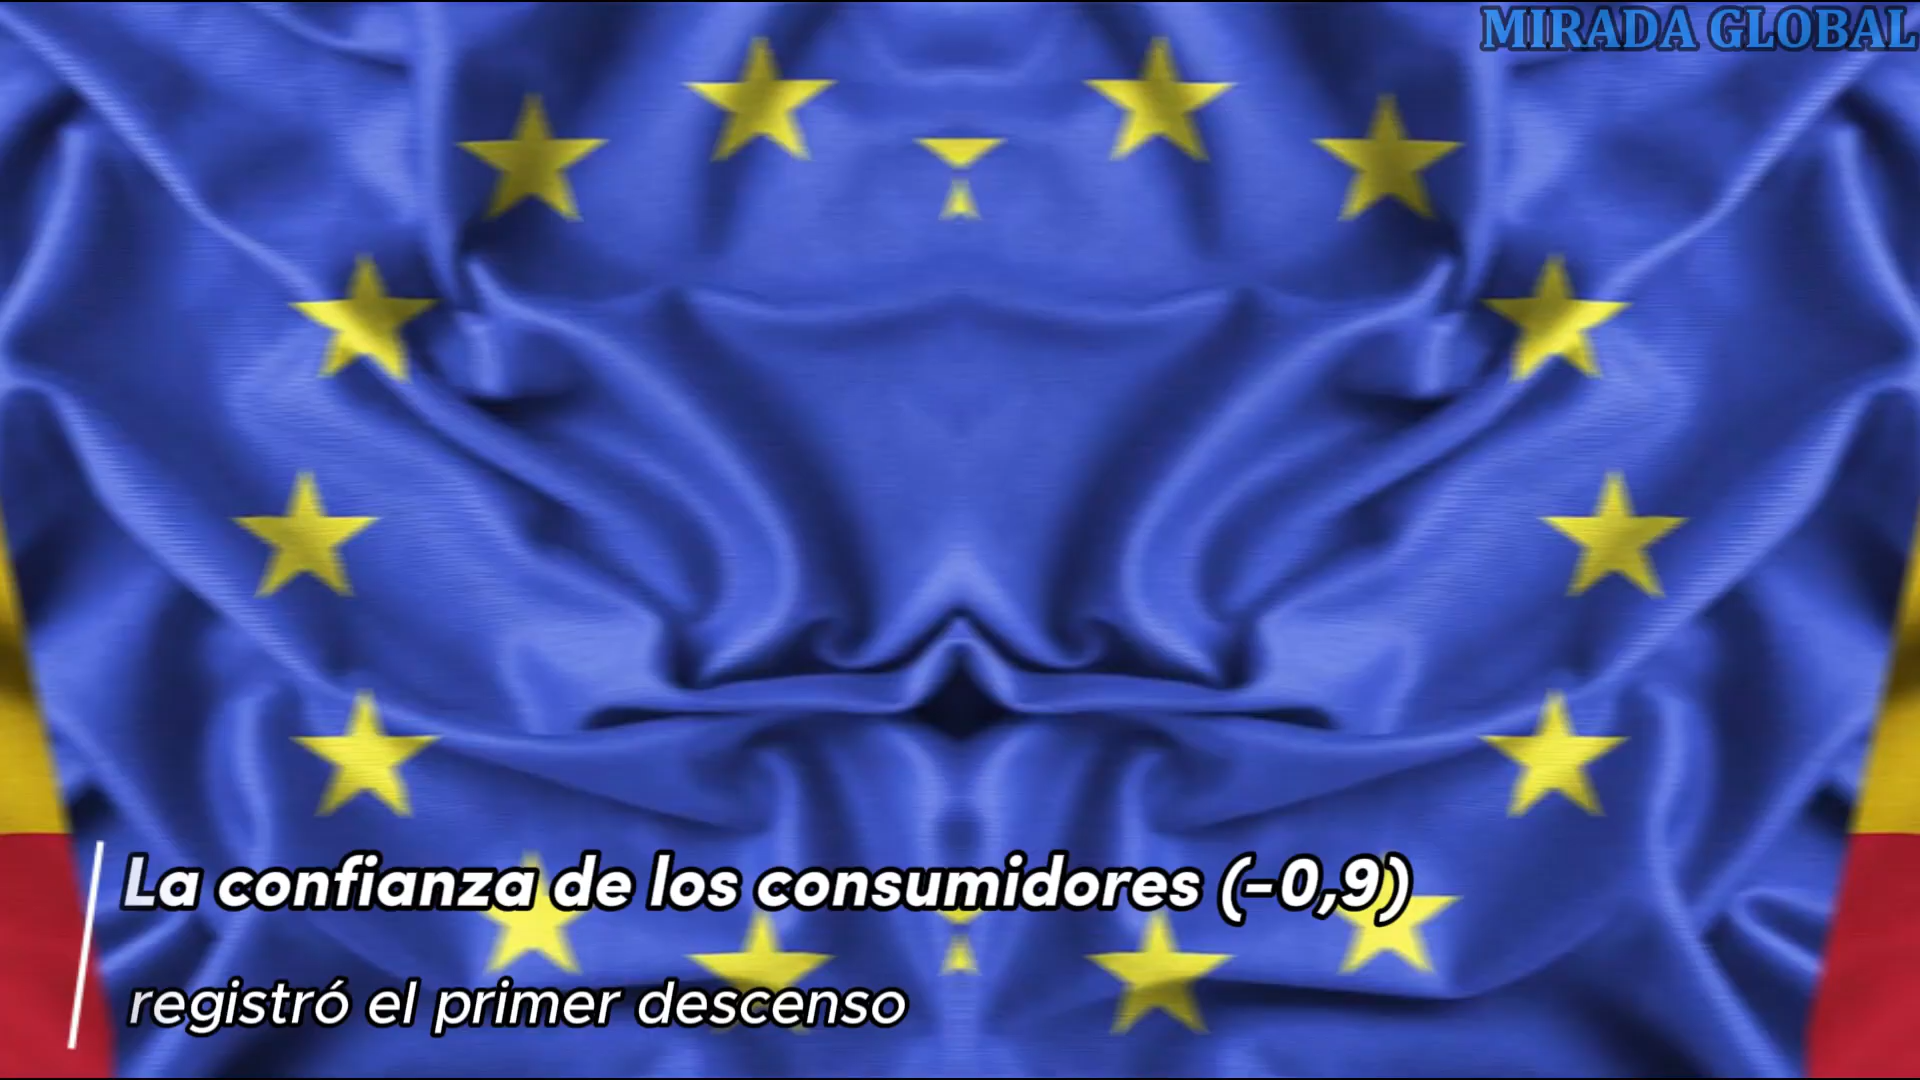 MIRADA GLOBAL
La confianza de los consumidores (-0,9)
registró el primer descenso